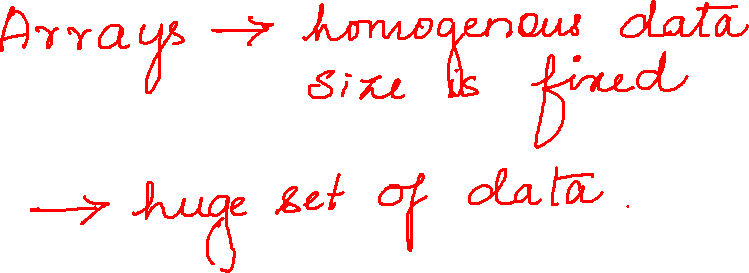 Arrays → homogenous data
size is fixed
→ huge set of data.